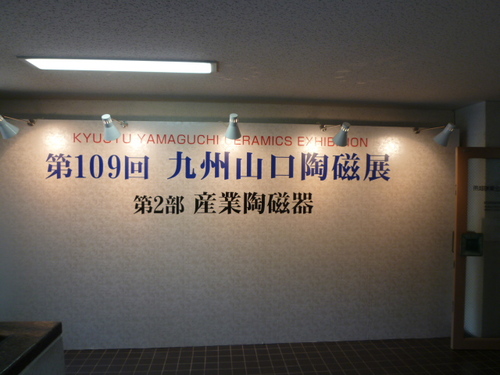 KYUSYU YAMAGUCHI CERAMICS EXHIBITION
第109回 九州山口陶磁展
第2部 産業陶磁器